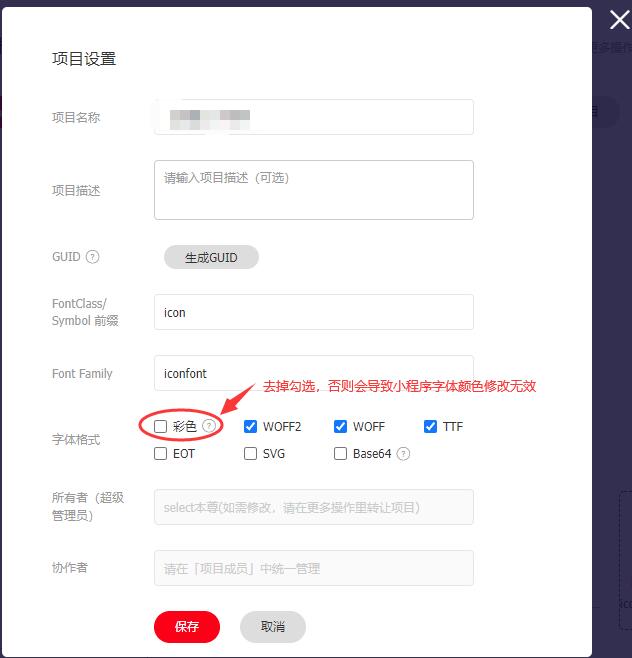 更多操作
项目设置
项目名称
项目描述
请输入项目描述（可选）
GUID ?
生成GUID
FontClass/
Symbol 前缀
icon
Font Family
iconfont
去掉勾选，否则会导致小程序字体颜色修改无效
字体格式
彩色 ? WOFF2 WOFF TTF
EOT SVG Base64 ?
所有者（超级
管理员）
select本尊(如需修改，请在更多操作里转让项目)
协作者
请在「项目成员」中统一管理
保存 取消